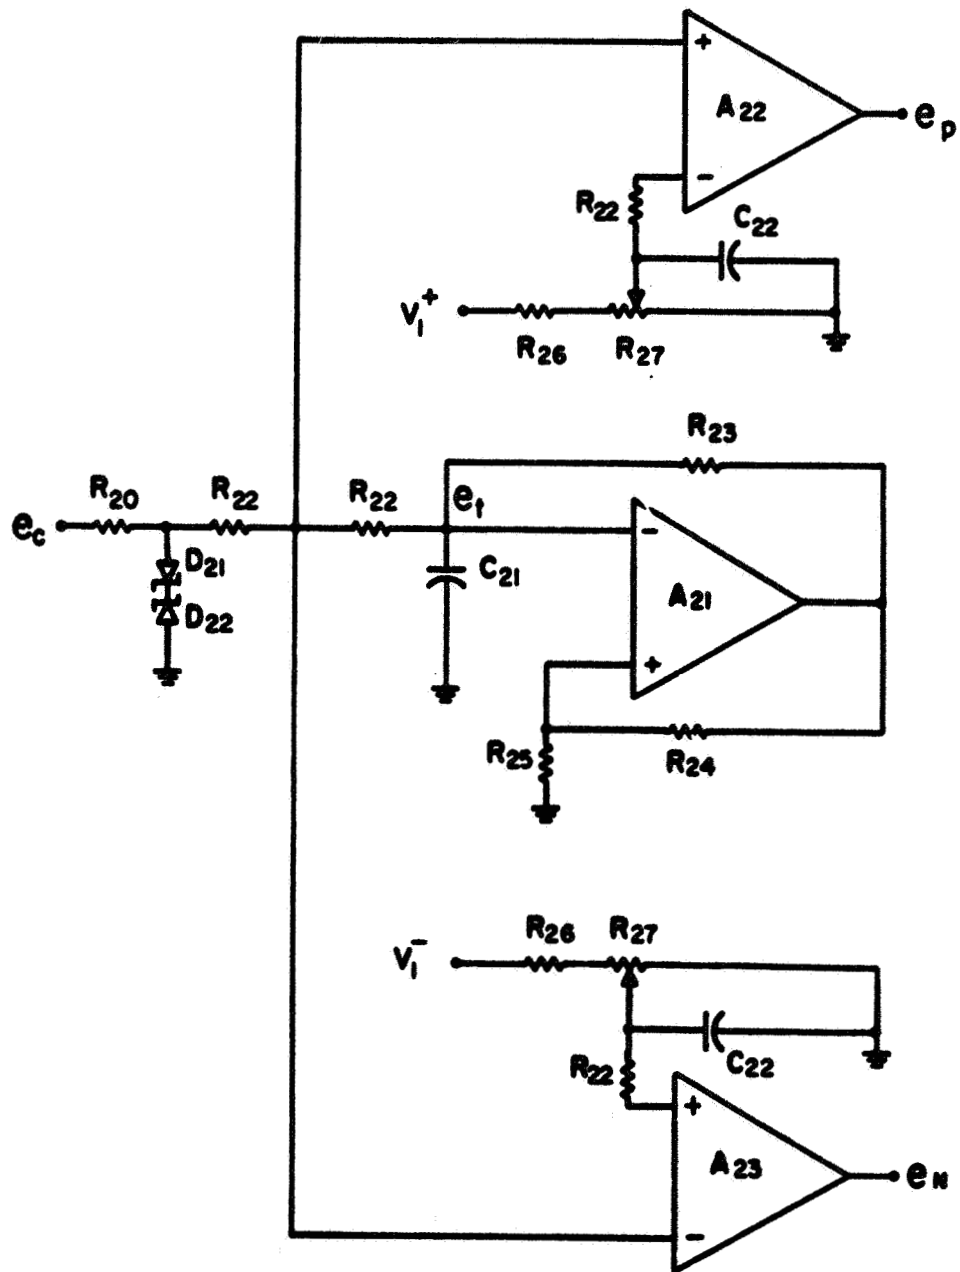 +
A22
eP
-
R22
C22
V1+
R26
R27
R23
R20
R22
R22
et
ec
-
D21
C21
A21
D22
+
R25
R24
R26
R27
V1-
C22
R22
+
A23
eN
-